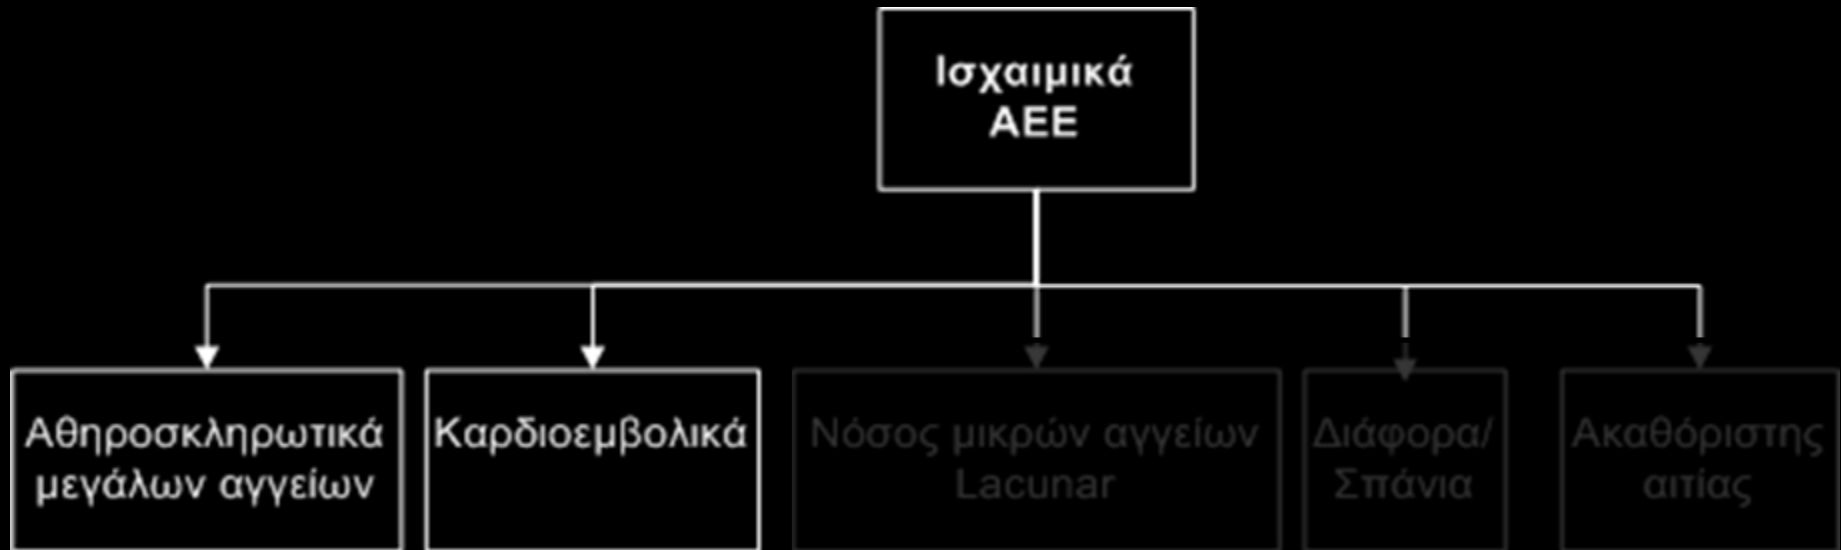 Ισχαιμικά
ΑΕΕ
Αθηροσκληρωτικά
μεγάλων αγγείων
Καρδιοεμβολικά
Νόσος μικρών αγγείων
Lacunar
Διάφορα/
Σπάνια
Ακαθόριστης
αιτίας